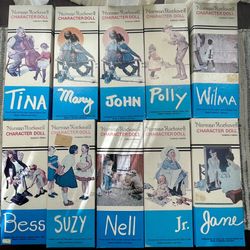 Norman Rockwell
CHARACTER DOLL
TINA
Norman Rockwell
CHARACTER DOLL
Mary
Norman Rockwell
CHARACTER DOLL
JOHN
Norman Rockwell
CHARACTER DOLL
Polly
Norman Rockwell
CHARACTER DOLL
Wilma
Norman Rockwell
CHARACTER DOLL
Bess
Norman Rockwell
CHARACTER DOLL
SUZY
Norman Rockwell
CHARACTER DOLL
Nell
Norman Rockwell
CHARACTER DOLL
Jr.
Norman Rockwell
CHARACTER DOLL
Jane